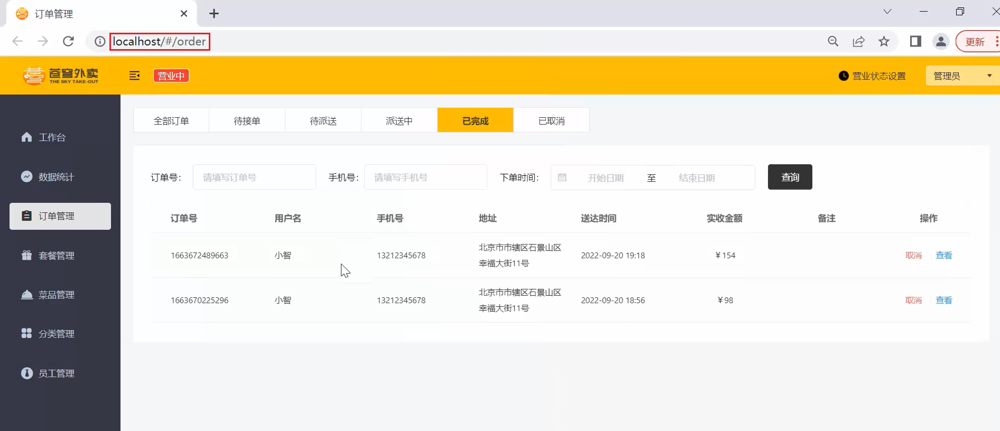 订单管理
localhost/#/order
更新
苍穹外卖
THE SKY TAKE-OUT
营业中
营业状态设置
管理员
工作台
数据统计
订单管理
套餐管理
菜品管理
分类管理
员工管理
全部订单 待接单 待派送 派送中 已完成 已取消
订单号: 请填写订单号 手机号: 请填写手机号 下单时间: 开始日期 至 结束日期 查询
订单号 用户名 手机号 地址 送达时间 实收金额 备注 操作
1663672489663 小智 13212345678 北京市市辖区石景山区 2022-09-20 19:18 ￥154 取消 查看
幸福大街11号
1663670225296 小智 13212345678 北京市市辖区石景山区 2022-09-20 18:56 ￥98 取消 查看
幸福大街11号